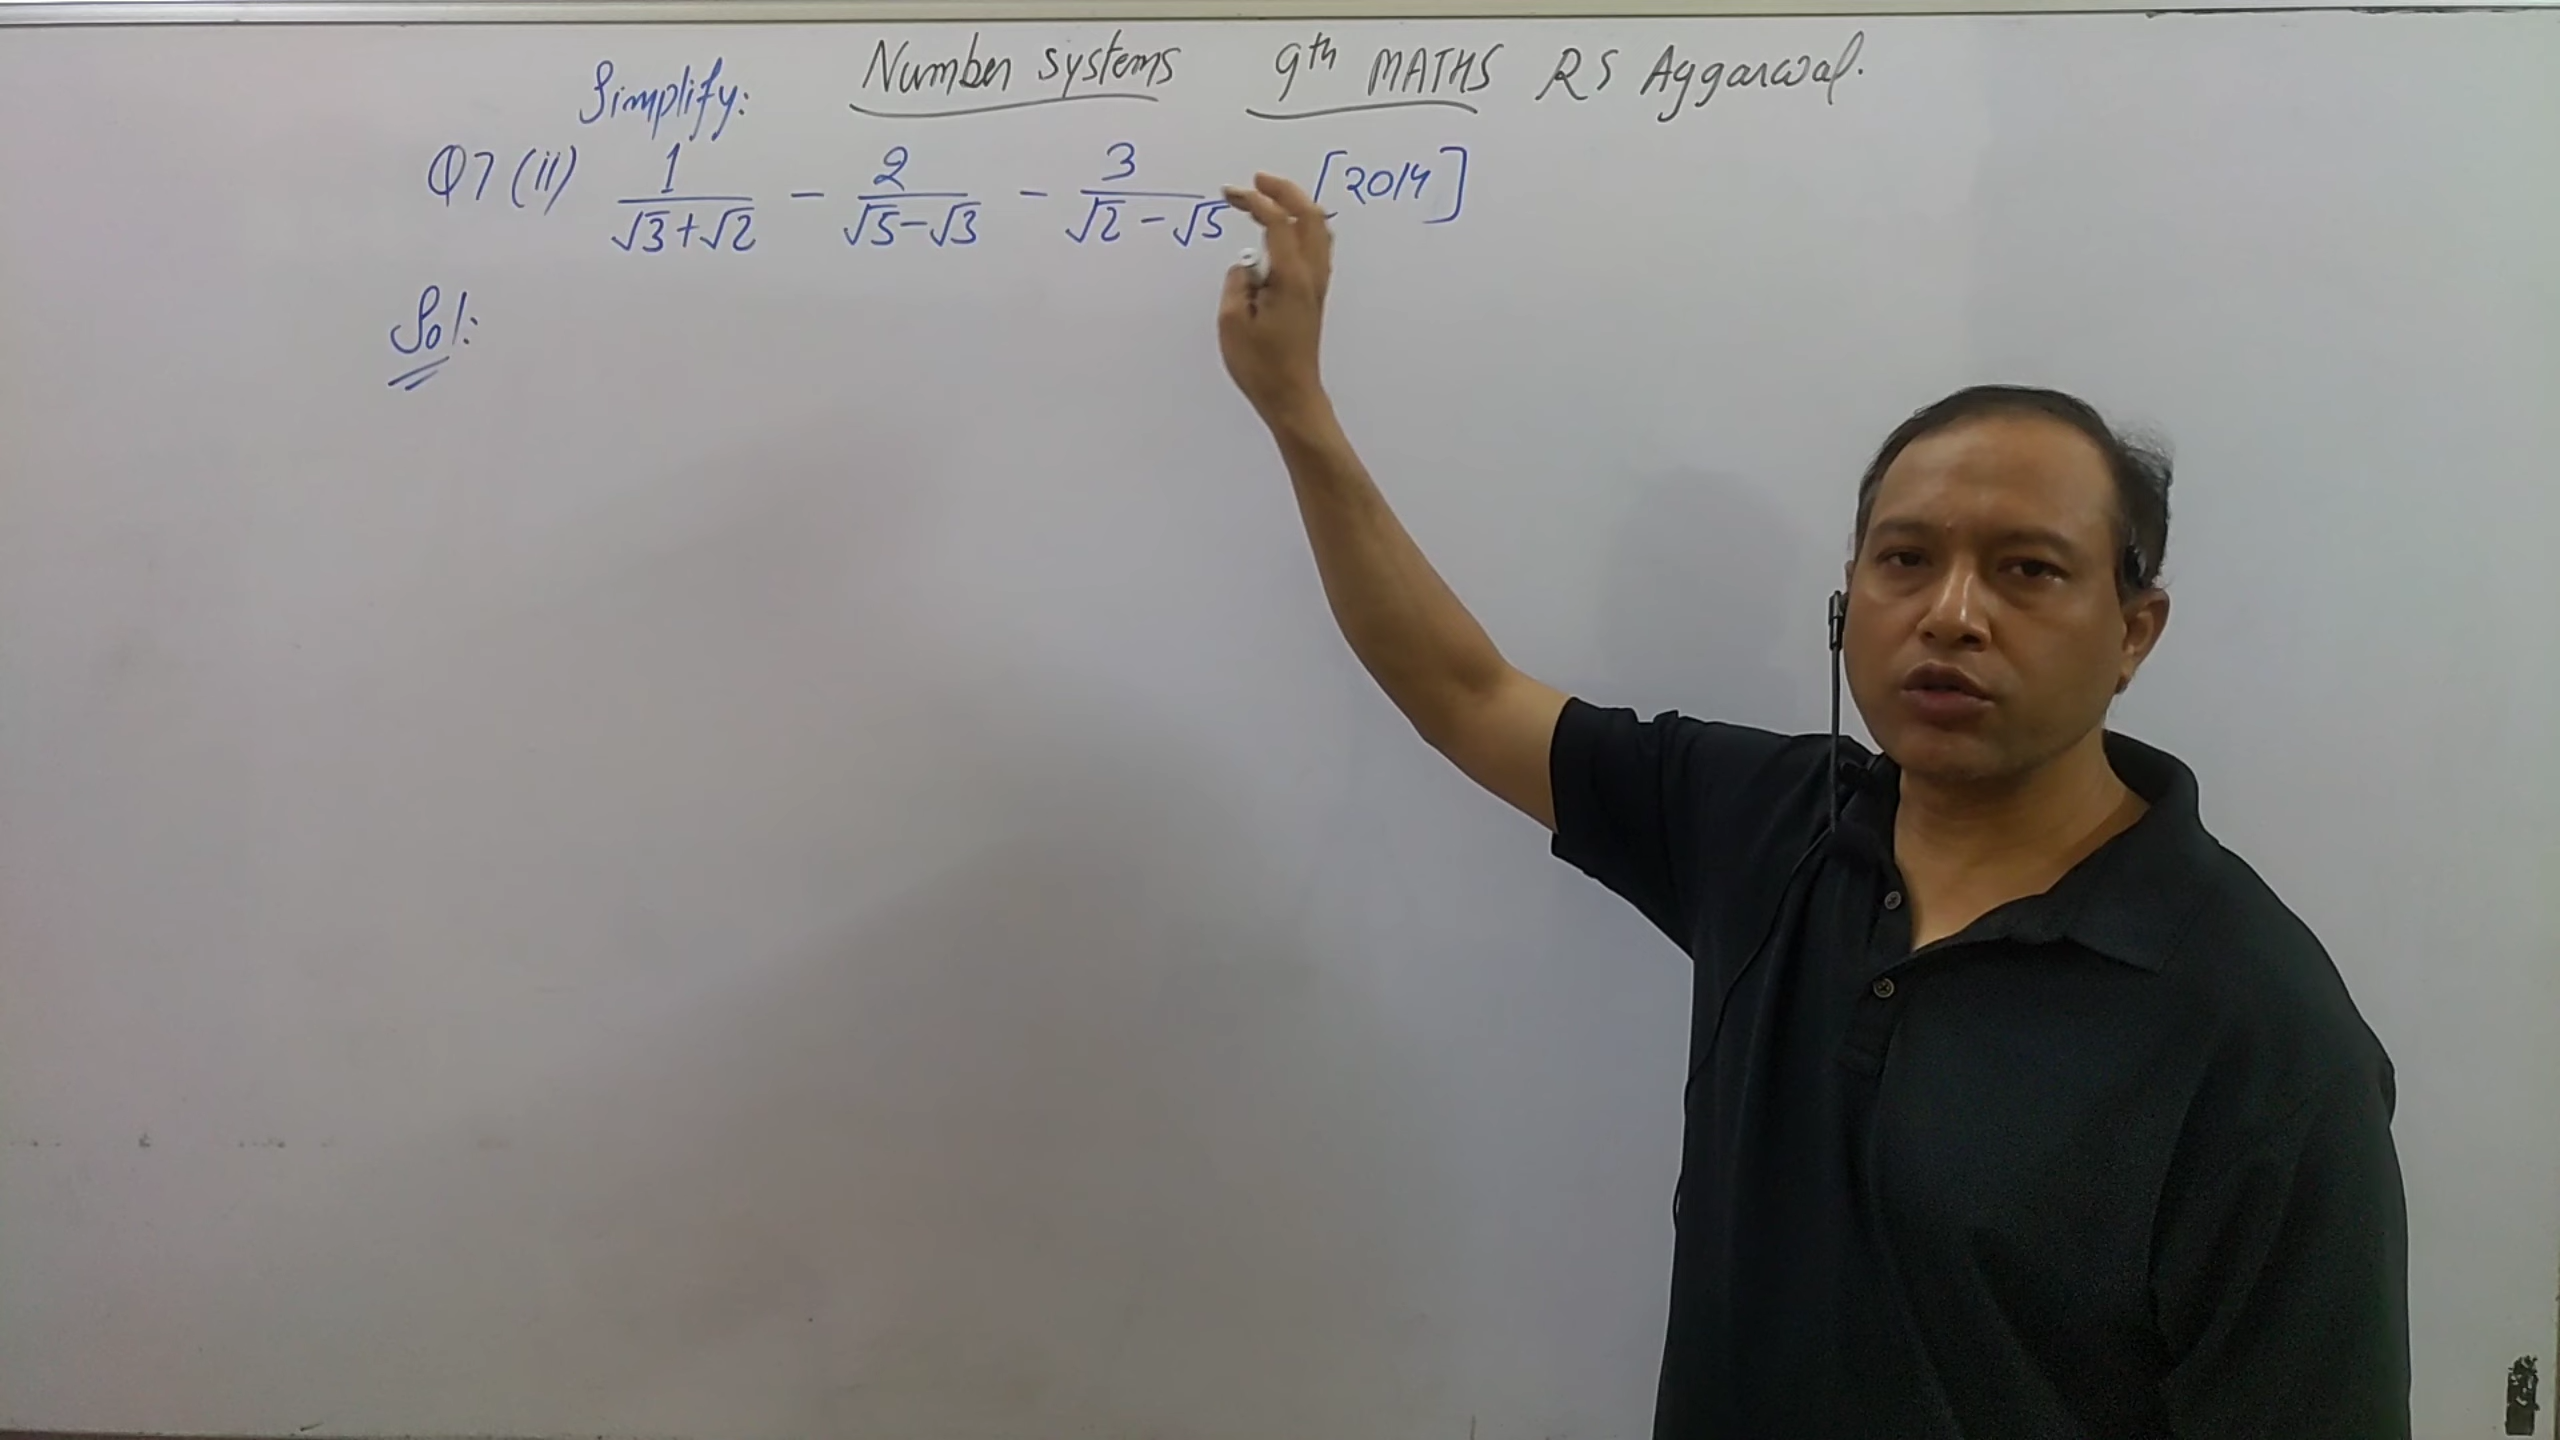 Number Systems 9th MATHS RS Aggarwal.
Simplify:
Q7 (ii) 1/(√3+√2) - 2/(√5-√3) - 3/(√2-√5) [2014]
Sol: